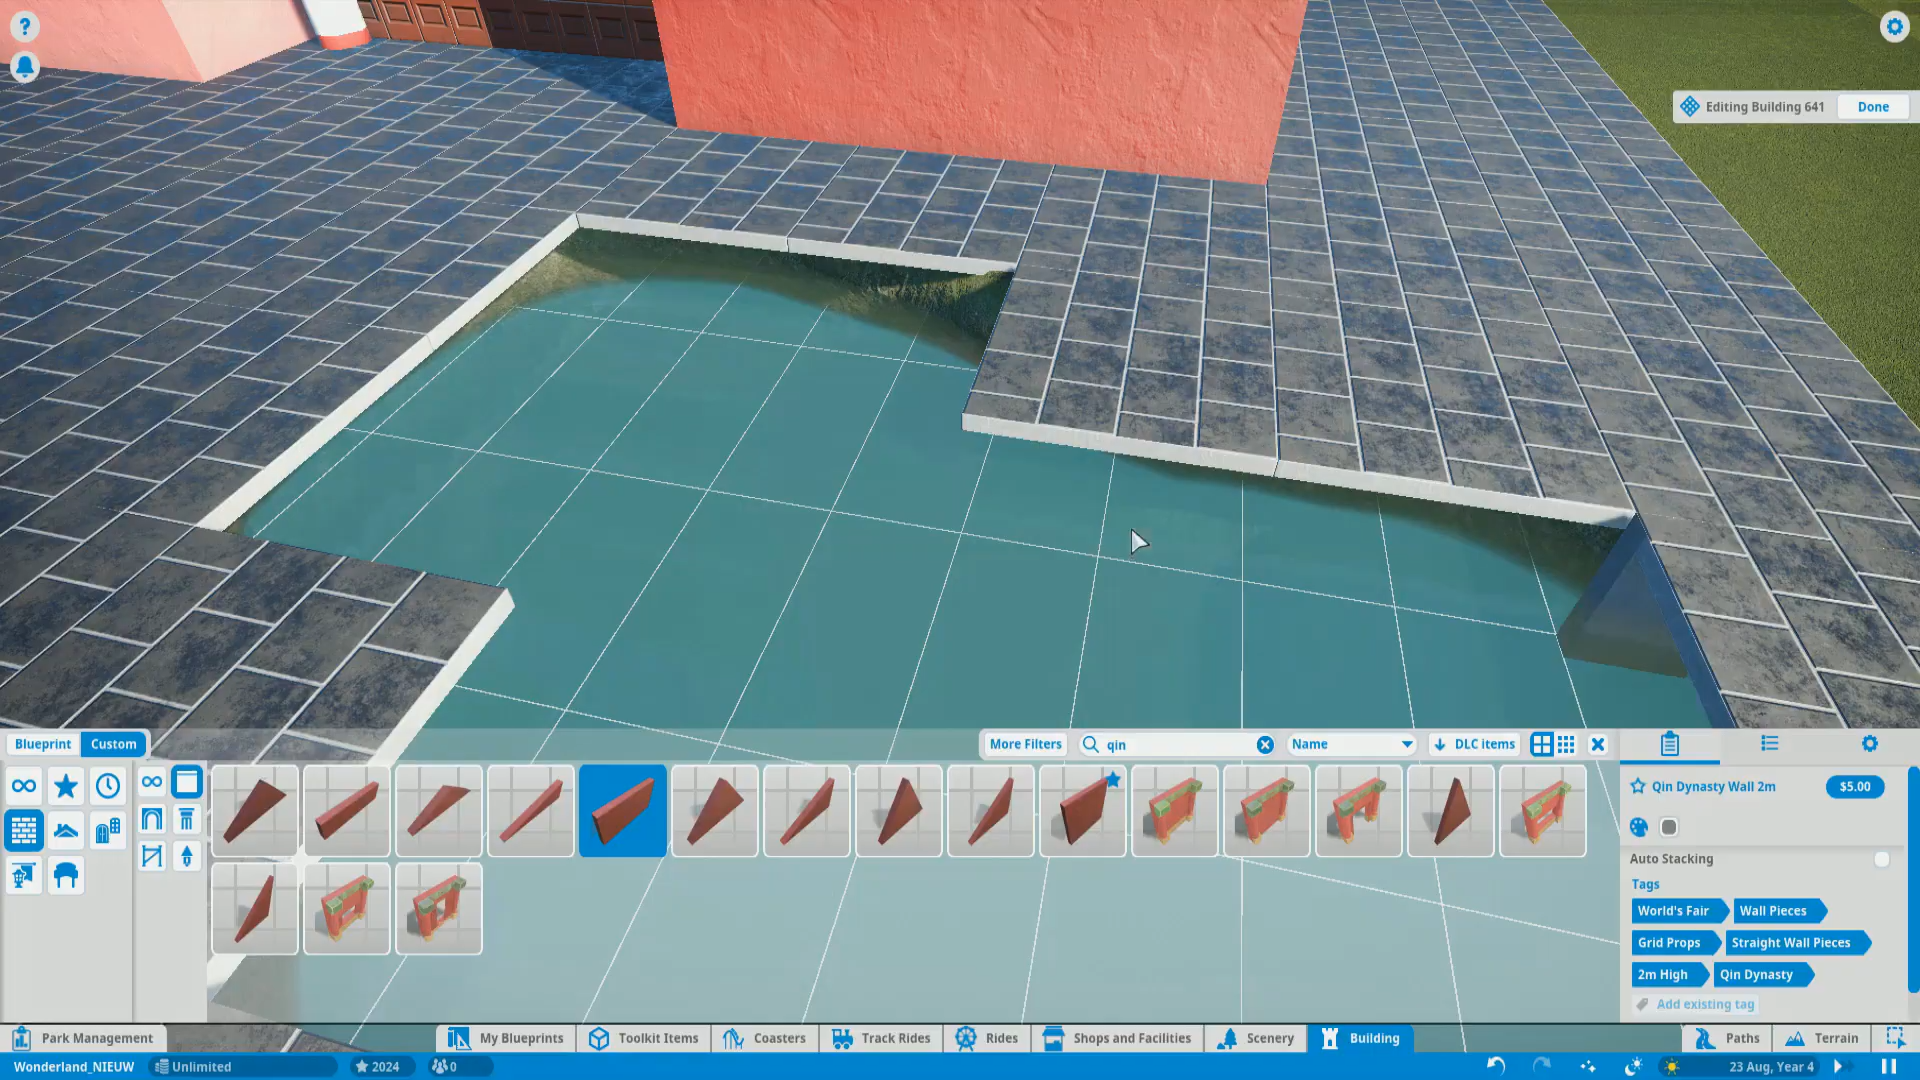 ?
Editing Building 641
Done
Blueprint
Custom
More Filters
qin
Name
DLC items
Qin Dynasty Wall 2m
$5.00
Auto Stacking
Tags
World's Fair
Wall Pieces
Grid Props
Straight Wall Pieces
2m High
Qin Dynasty
Add existing tag
Park Management
My Blueprints
Toolkit Items
Coasters
Track Rides
Rides
Shops and Facilities
Scenery
Building
Paths
Terrain
Wonderland_NIEUW
Unlimited
2024
0
23 Aug, Year 4